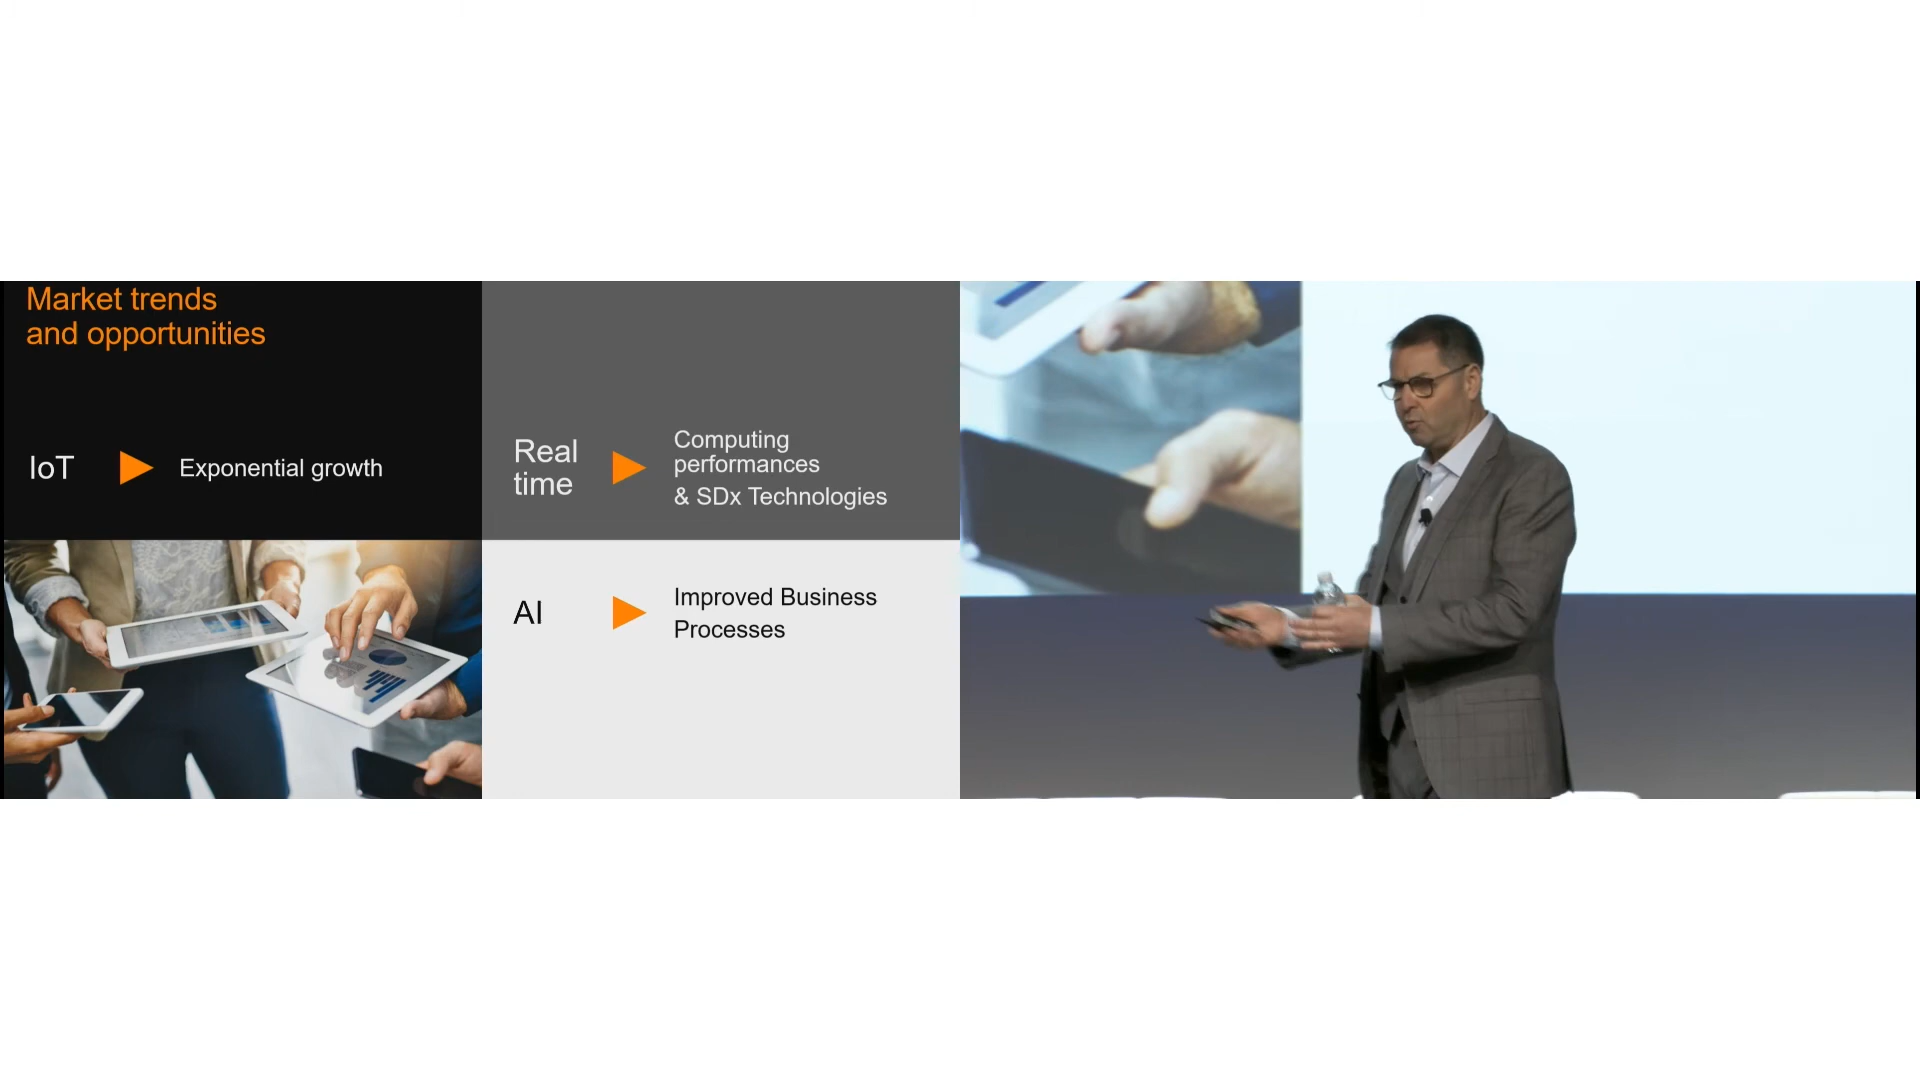 Market trends
and opportunities
IoT
Exponential growth
Real
time
Computing
performances
& SDx Technologies
AI
Improved Business
Processes